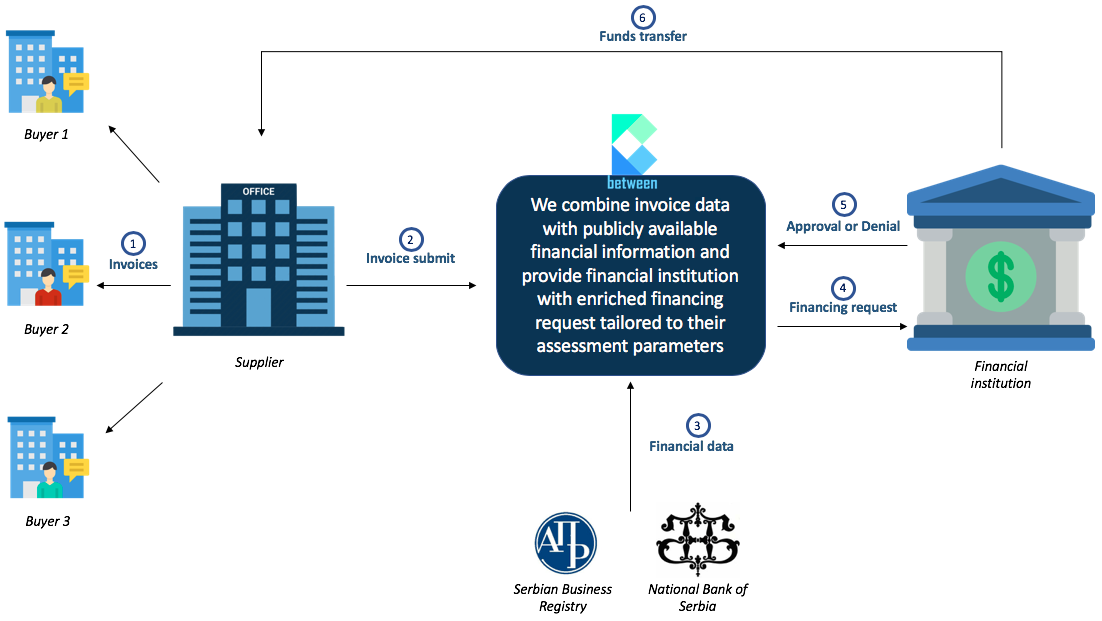 6
Funds transfer
Buyer 1
between
OFFICE
We combine invoice data
with publicly available
financial information and
provide financial institution
with enriched financing
request tailored to their
assessment parameters
1
Invoices
2
Invoice submit
5
Approval or Denial
4
Financing request
$
Buyer 2
Supplier
Financial
institution
3
Financial data
Buyer 3
АПР
Serbian Business
Registry
National Bank of
Serbia